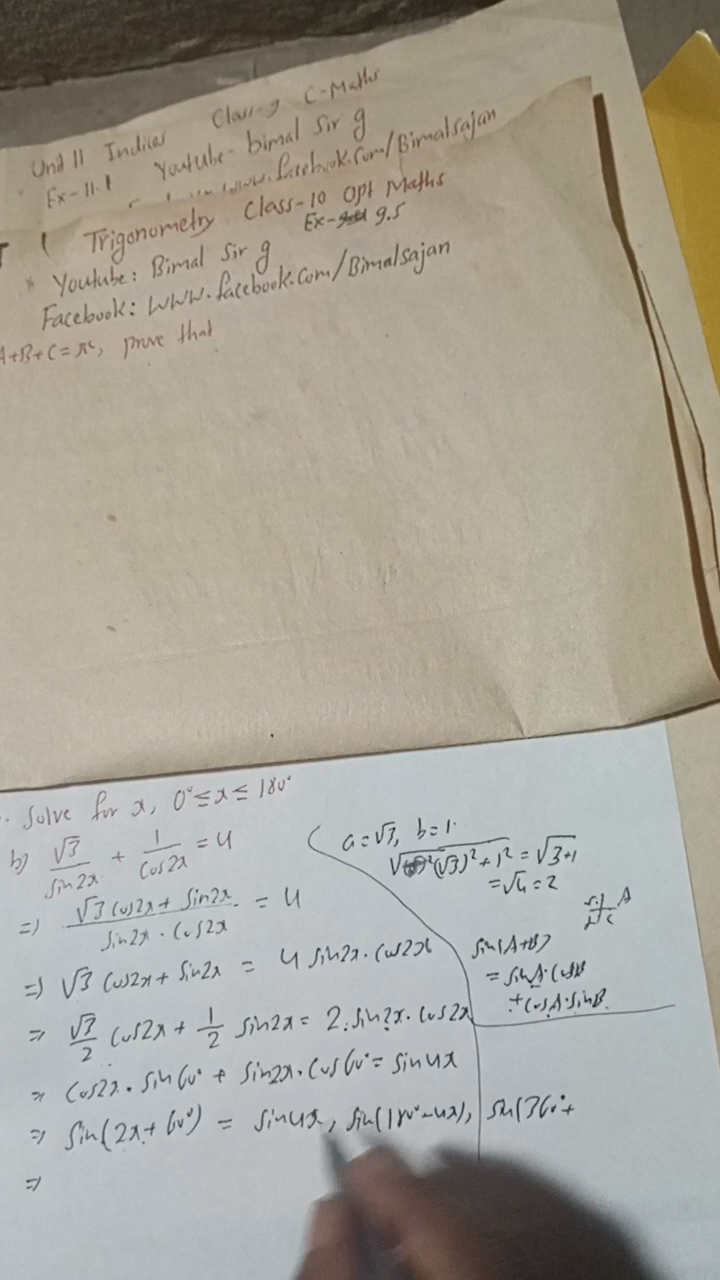 Unit 11 Indices Class-9 C-Maths
Ex-11.1 Youtube- bimal Sir g
www.facebook.com/Bimalsajan
Trigonometry Class-10 Opt Maths
Ex- 9.5
Youtube: Bimal Sir g
Facebook: WWW.facebook.com/Bimalsajan
A+B+C=πᶜ, prove that
. Solve for x, 0°≤x≤180°
b) √3/sin2x + 1/cos2x = 4
=) (√3 cos2x + sin2x)/(sin2x . cos2x) = 4
=) √3 cos2x + sin2x = 4 sin2x . cos2x
=> √3/2 cos2x + 1/2 sin2x = 2 . sin2x . cos2x
=> cos2x . sin60° + sin2x . cos60° = sin4x
=> sin(2x+60°) = sin4x, sin(180°-4x), sin(360°+
=>
a=√3, b=1.
√(√3)²+1² = √3+1
=√4=2
S A
T C
sin(A+B)
= sinA . cosB
+cosA . sinB.